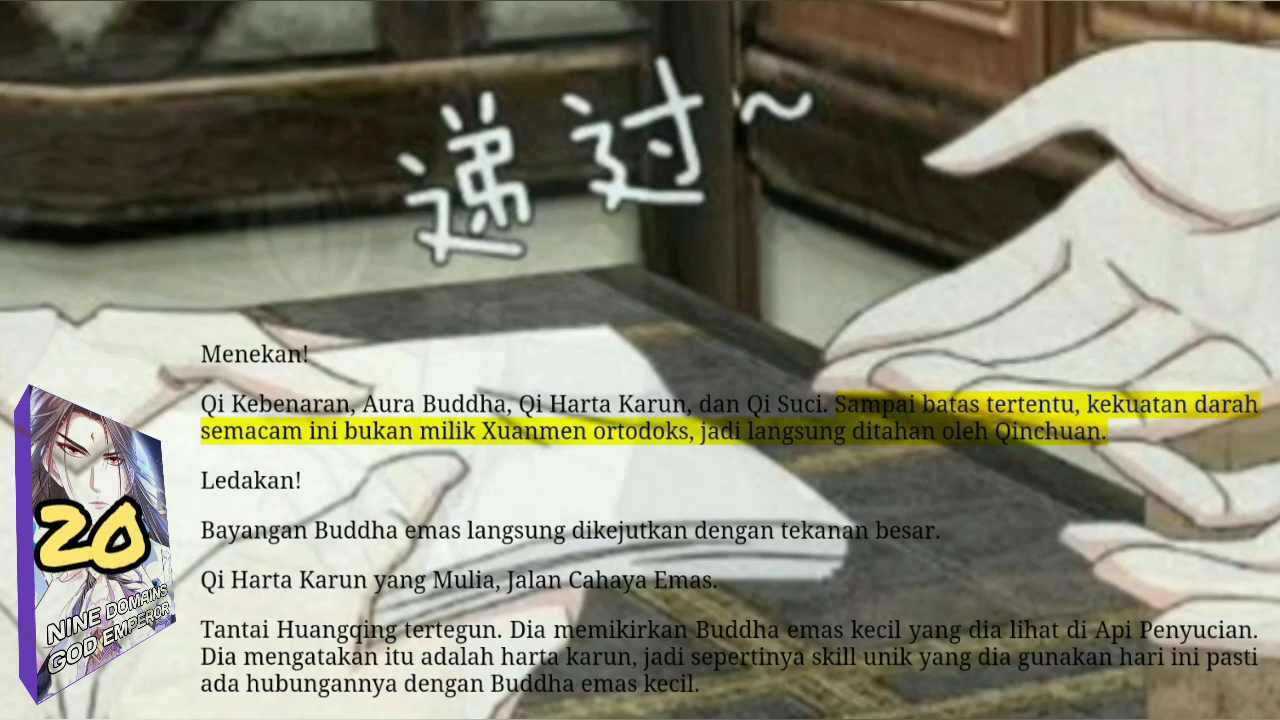 递过~
Menekan!
Qi Kebenaran, Aura Buddha, Qi Harta Karun, dan Qi Suci. Sampai batas tertentu, kekuatan darah
semacam ini bukan milik Xuanmen ortodoks, jadi langsung ditahan oleh Qinchuan.
Ledakan!
Bayangan Buddha emas langsung dikejutkan dengan tekanan besar.
Qi Harta Karun yang Mulia, Jalan Cahaya Emas.
Tantai Huangqing tertegun. Dia memikirkan Buddha emas kecil yang dia lihat di Api Penyucian.
Dia mengatakan itu adalah harta karun, jadi sepertinya skill unik yang dia gunakan hari ini pasti
ada hubungannya dengan Buddha emas kecil.
20
NINE DOMAINS
GOD EMPEROR